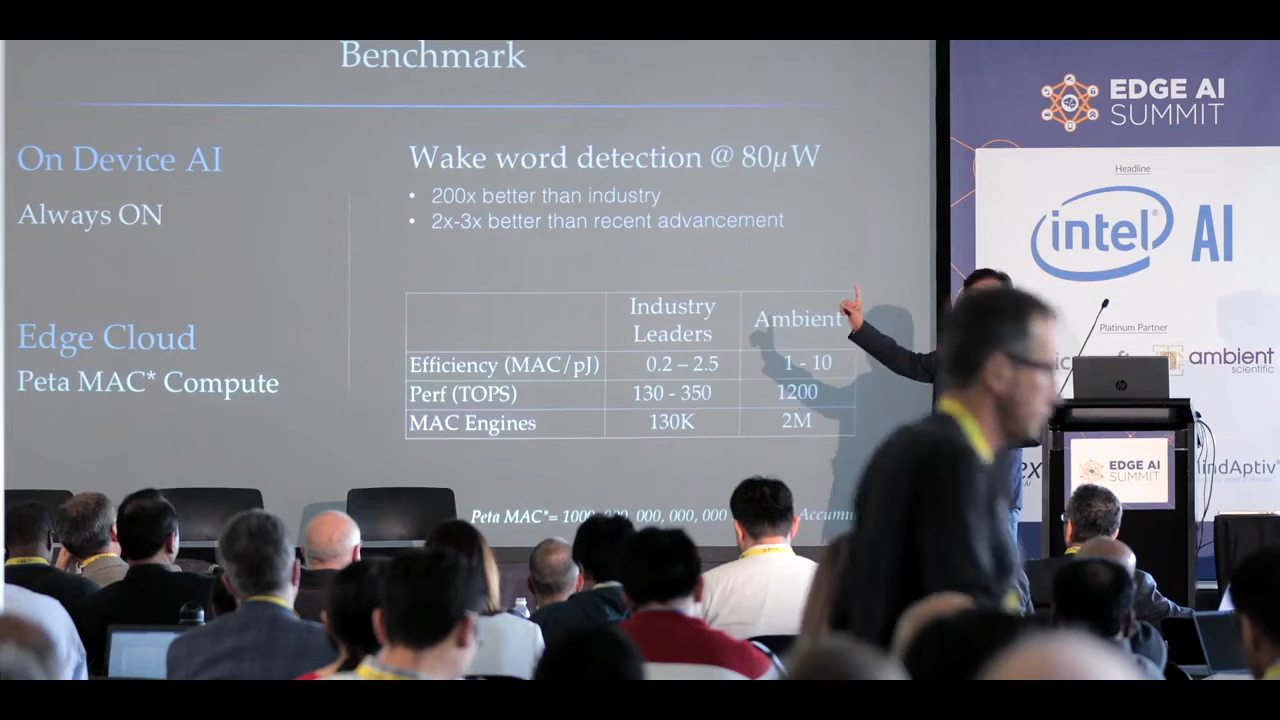 Benchmark
On Device AI
Always ON
Wake word detection @ 80µW
• 200x better than industry
• 2x-3x better than recent advancement
Edge Cloud
Peta MAC* Compute
Industry Leaders Ambient
Efficiency (MAC/pJ) 0.2 – 2.5 1 - 10
Perf (TOPS) 130 - 350 1200
MAC Engines 130K 2M
Peta MAC*= 1000, 000, 000, 000, 000
EDGE AI
SUMMIT
Headline
intel® AI
Platinum Partner
ambient
scientific
EDGE AI
SUMMIT
hp